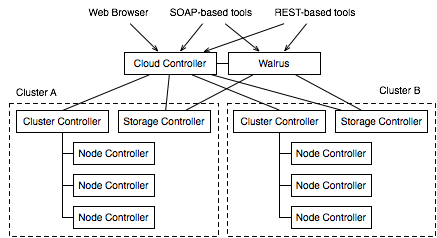 Web Browser SOAP-based tools REST-based tools
Cloud Controller Walrus
Cluster A Cluster B
Cluster Controller Storage Controller Cluster Controller Storage Controller
Node Controller Node Controller
Node Controller Node Controller
Node Controller Node Controller